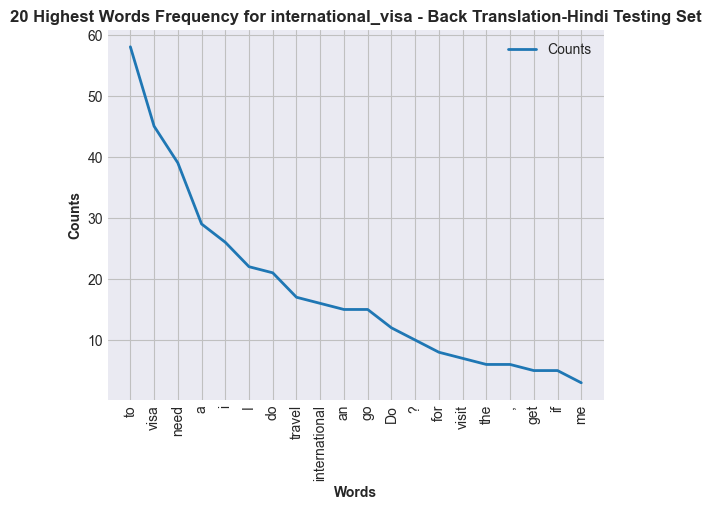 20 Highest Words Frequency for international_visa - Back Translation-Hindi Testing Set
Counts
60
50
40
30
20
10
Counts
to
visa
need
a
i
I
do
travel
international
an
go
Do
?
for
visit
the
,
get
if
me
Words